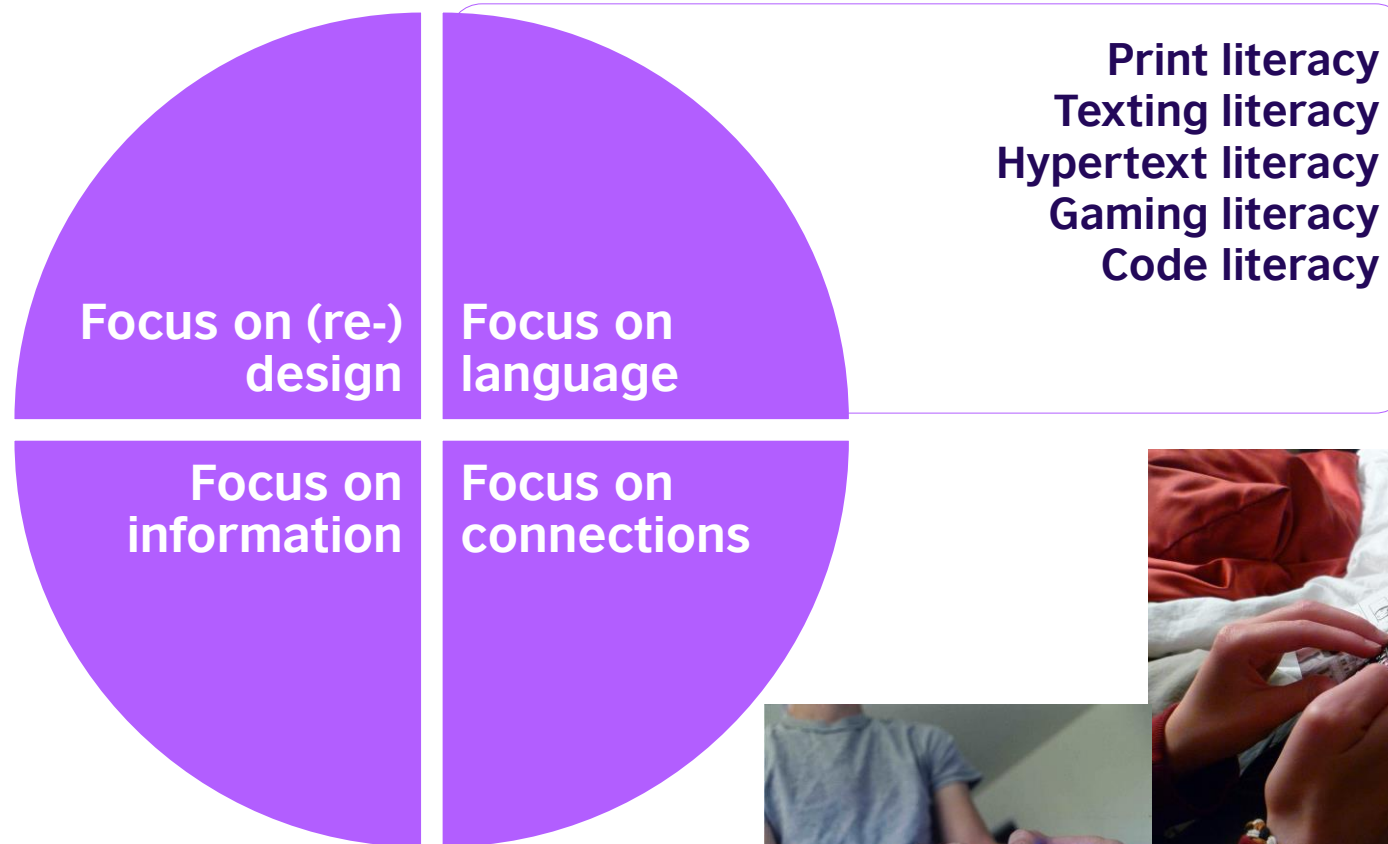 Print literacy
Texting literacy
Hypertext literacy
Gaming literacy
Code literacy
Focus on (re-)
design
Focus on
language
Focus on
information
Focus on
connections